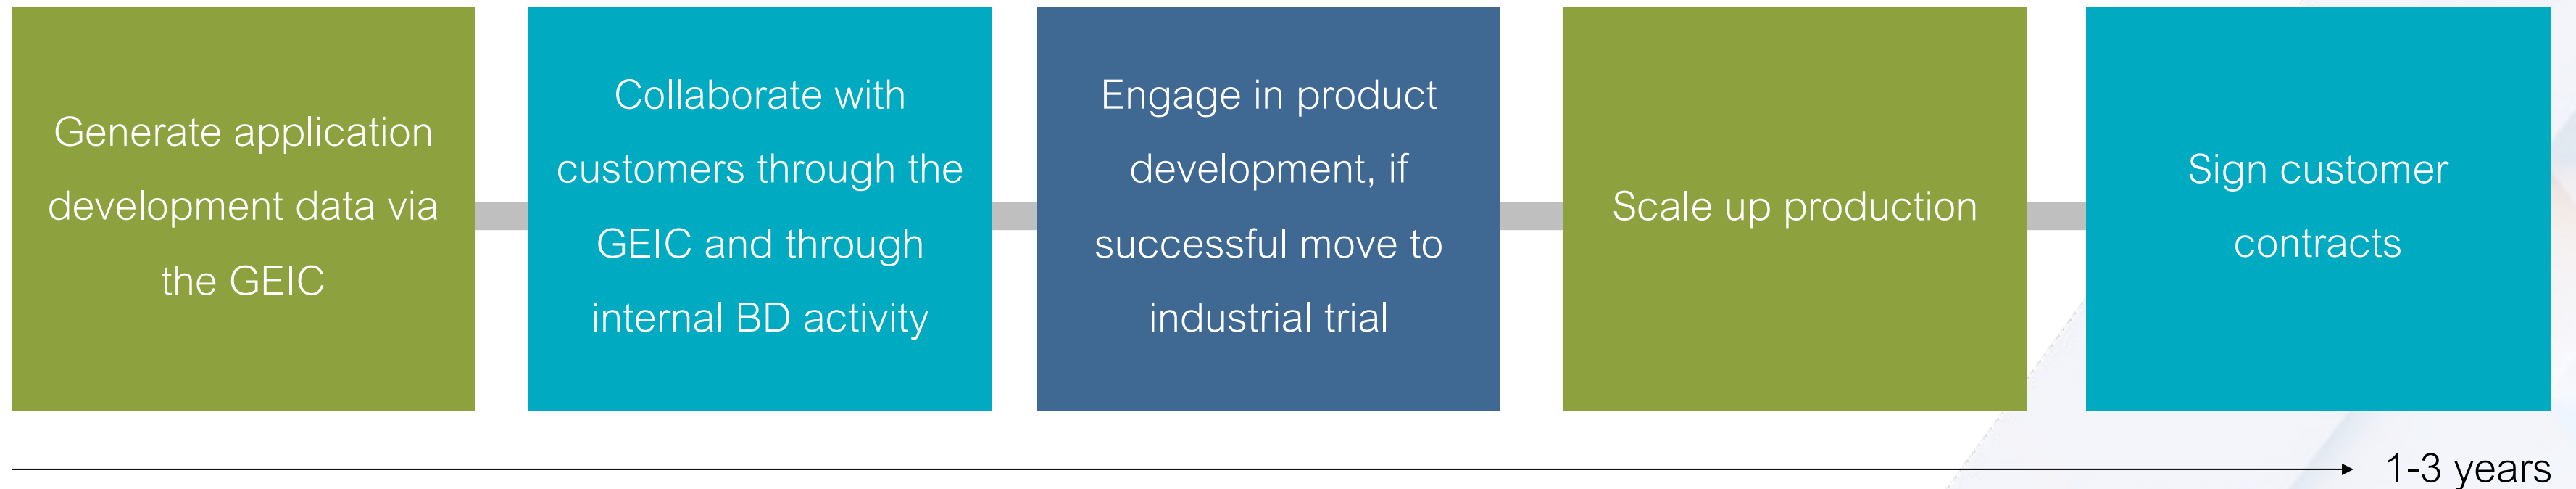 Generate application
development data via
the GEIC
Collaborate with
customers through the
GEIC and through
internal BD activity
Engage in product
development, if
successful move to
industrial trial
Scale up production
Sign customer
contracts
1-3 years